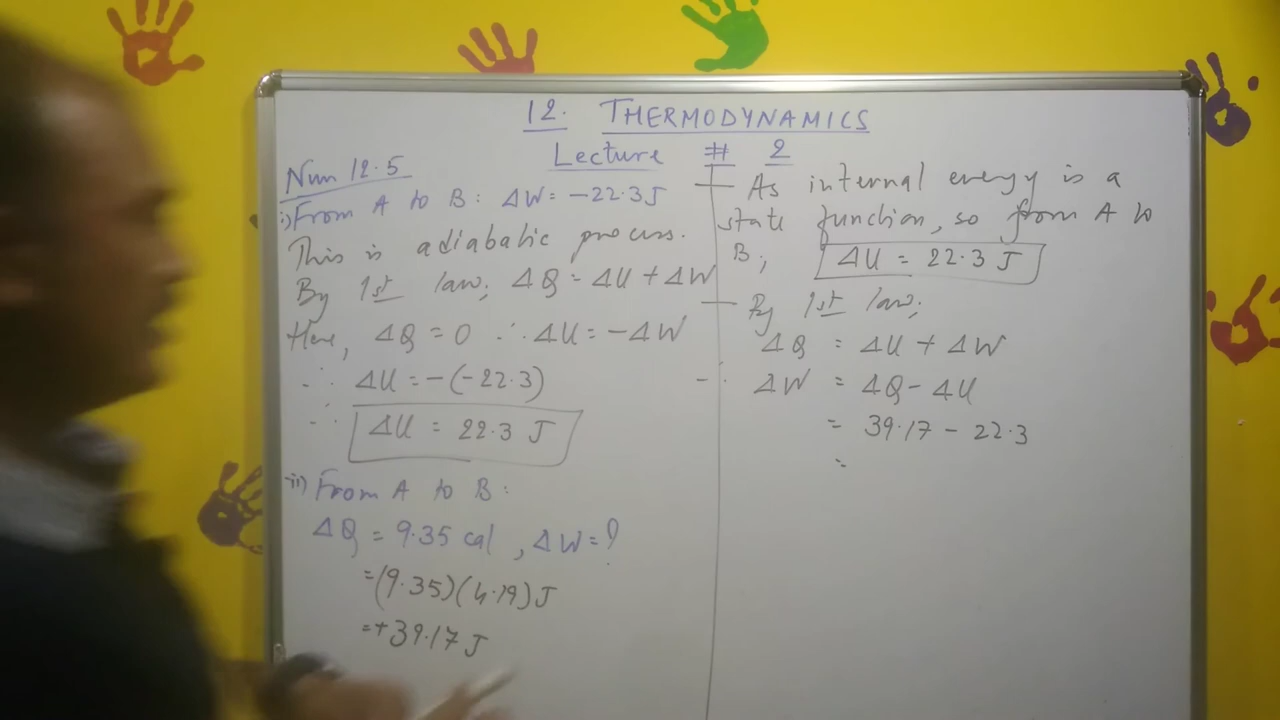 12. THERMODYNAMICS
Lecture # 2
Num 12.5
i) From A to B: ΔW = -22.3J
This is adiabatic process.
By 1st law; ΔQ = ΔU + ΔW
Here, ΔQ = 0 ∴ ΔU = -ΔW
∴ ΔU = -(-22.3)
∴ ΔU = 22.3 J
ii) From A to B:
ΔQ = 9.35 cal, ΔW = ?
= (9.35)(4.19) J
= +39.17 J
— As internal energy is a
state function, so from A to
B; ΔU = 22.3 J
— By 1st law;
ΔQ = ΔU + ΔW
∴ ΔW = ΔQ - ΔU
= 39.17 - 22.3
=